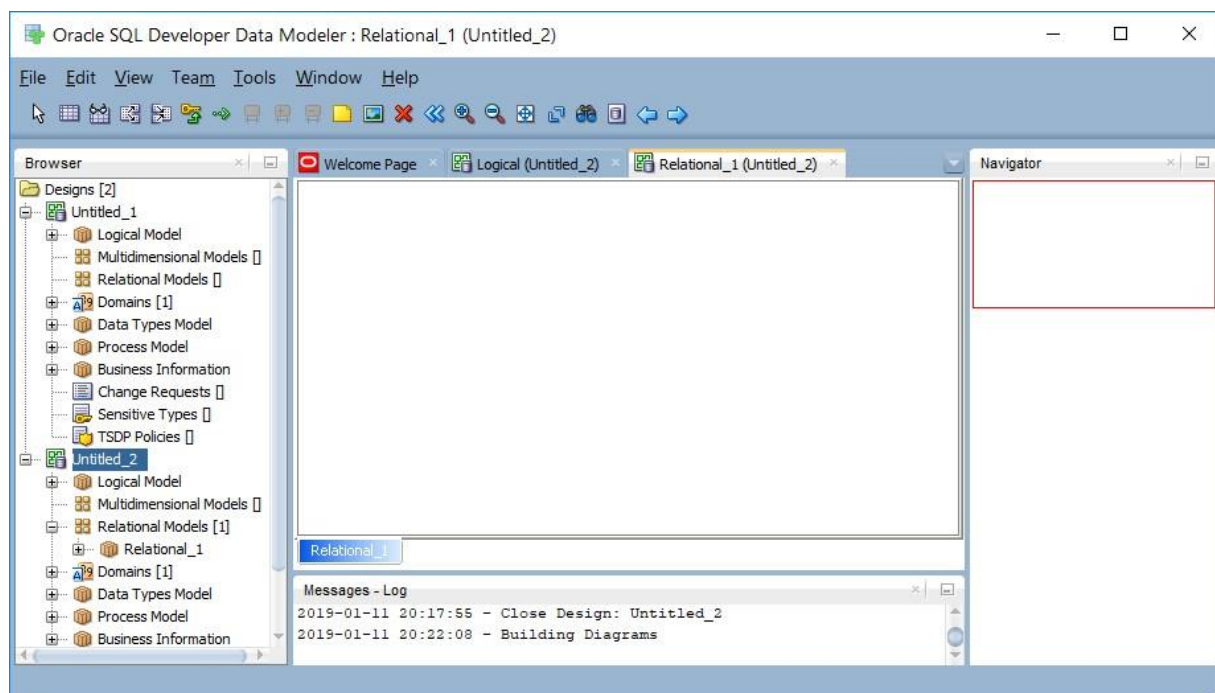 Oracle SQL Developer Data Modeler : Relational_1 (Untitled_2)
File Edit View Team Tools Window Help
Browser
Designs [2]
Untitled_1
Logical Model
Multidimensional Models []
Relational Models []
Domains [1]
Data Types Model
Process Model
Business Information
Change Requests []
Sensitive Types []
TSDP Policies []
Untitled_2
Logical Model
Multidimensional Models []
Relational Models [1]
Relational_1
Domains [1]
Data Types Model
Process Model
Business Information
Welcome Page Logical (Untitled_2) Relational_1 (Untitled_2)
Relational_1
Messages - Log
2019-01-11 20:17:55 - Close Design: Untitled_2
2019-01-11 20:22:08 - Building Diagrams
Navigator